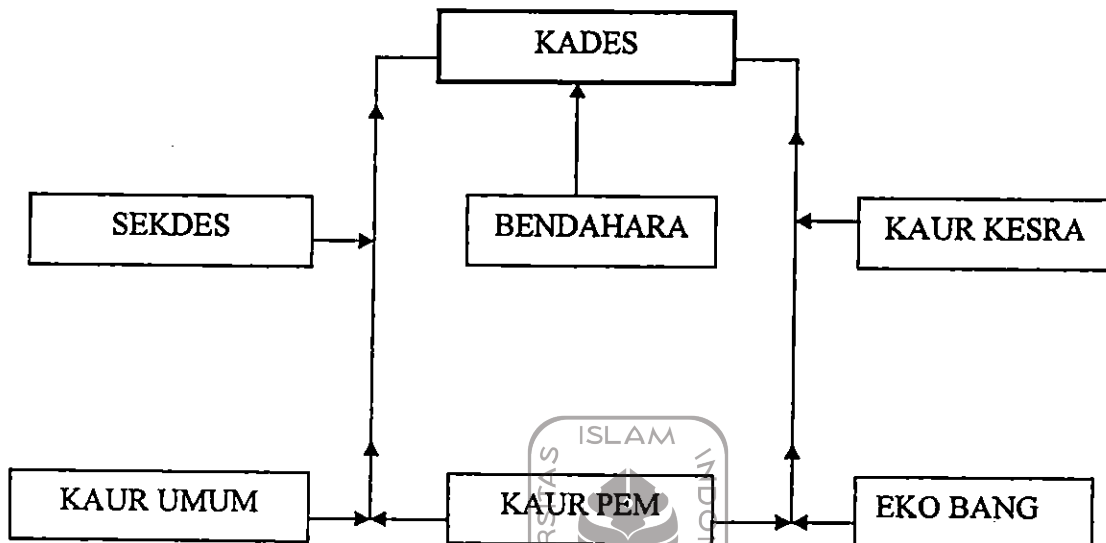 KADES
SEKDES
BENDAHARA
KAUR KESRA
ISLAM
KAUR UMUM
KAUR PEM
EKO BANG